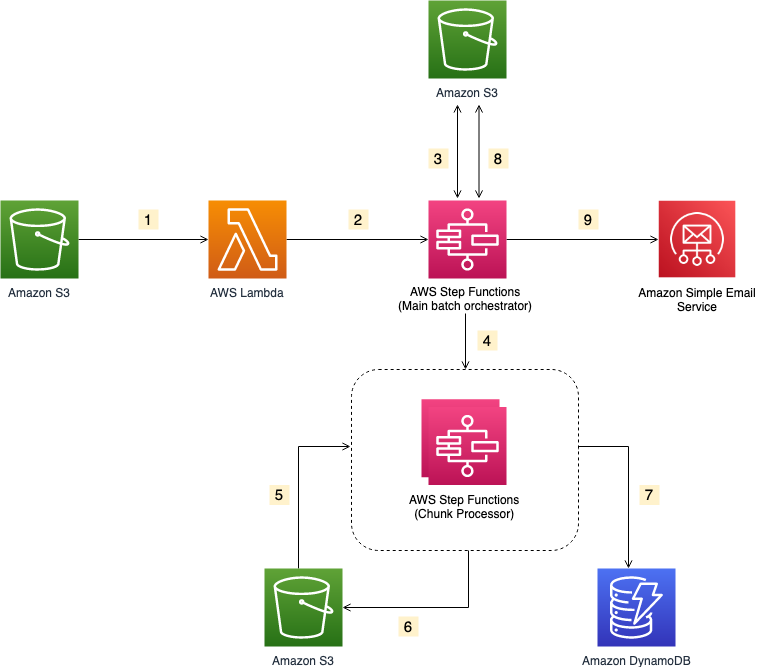 Amazon S3
3
8
1
2
9
Amazon S3
AWS Lambda
AWS Step Functions
(Main batch orchestrator)
Amazon Simple Email
Service
4
AWS Step Functions
(Chunk Processor)
5
7
6
Amazon S3
Amazon DynamoDB